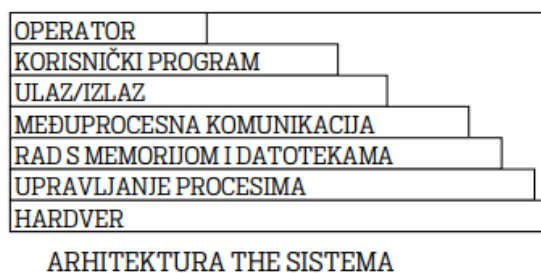 OPERATOR
KORISNIČKI PROGRAM
ULAZ/IZLAZ
MEĐUPROCESNA KOMUNIKACIJA
RAD S MEMORIJOM I DATOTEKAMA
UPRAVLJANJE PROCESIMA
HARDVER
ARHITEKTURA THE SISTEMA